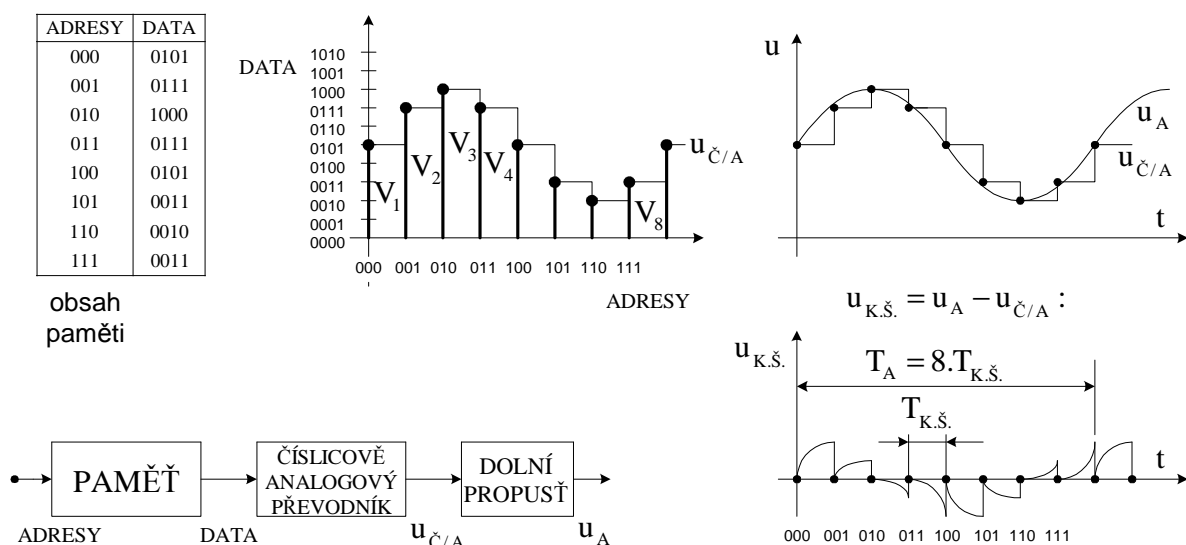 ADRESY DATA
000 0101
001 0111
010 1000
011 0111
100 0101
101 0011
110 0010
111 0011
obsah
paměti
DATA
1010
1001
1000
0111
0110
0101
0100
0011
0010
0001
0000
V1
V2
V3
V4
V8
uČ/A
000 001 010 011 100 101 110 111
ADRESY
u
uA
uČ/A
t
uK.Š. = uA − uČ/A :
uK.Š.
TA = 8.TK.Š.
TK.Š.
t
000 001 010 011 100 101 110 111
PAMĚŤ
ČÍSLICOVĚ
ANALOGOVÝ
PŘEVODNÍK
DOLNÍ
PROPUSŤ
ADRESY DATA uČ/A uA